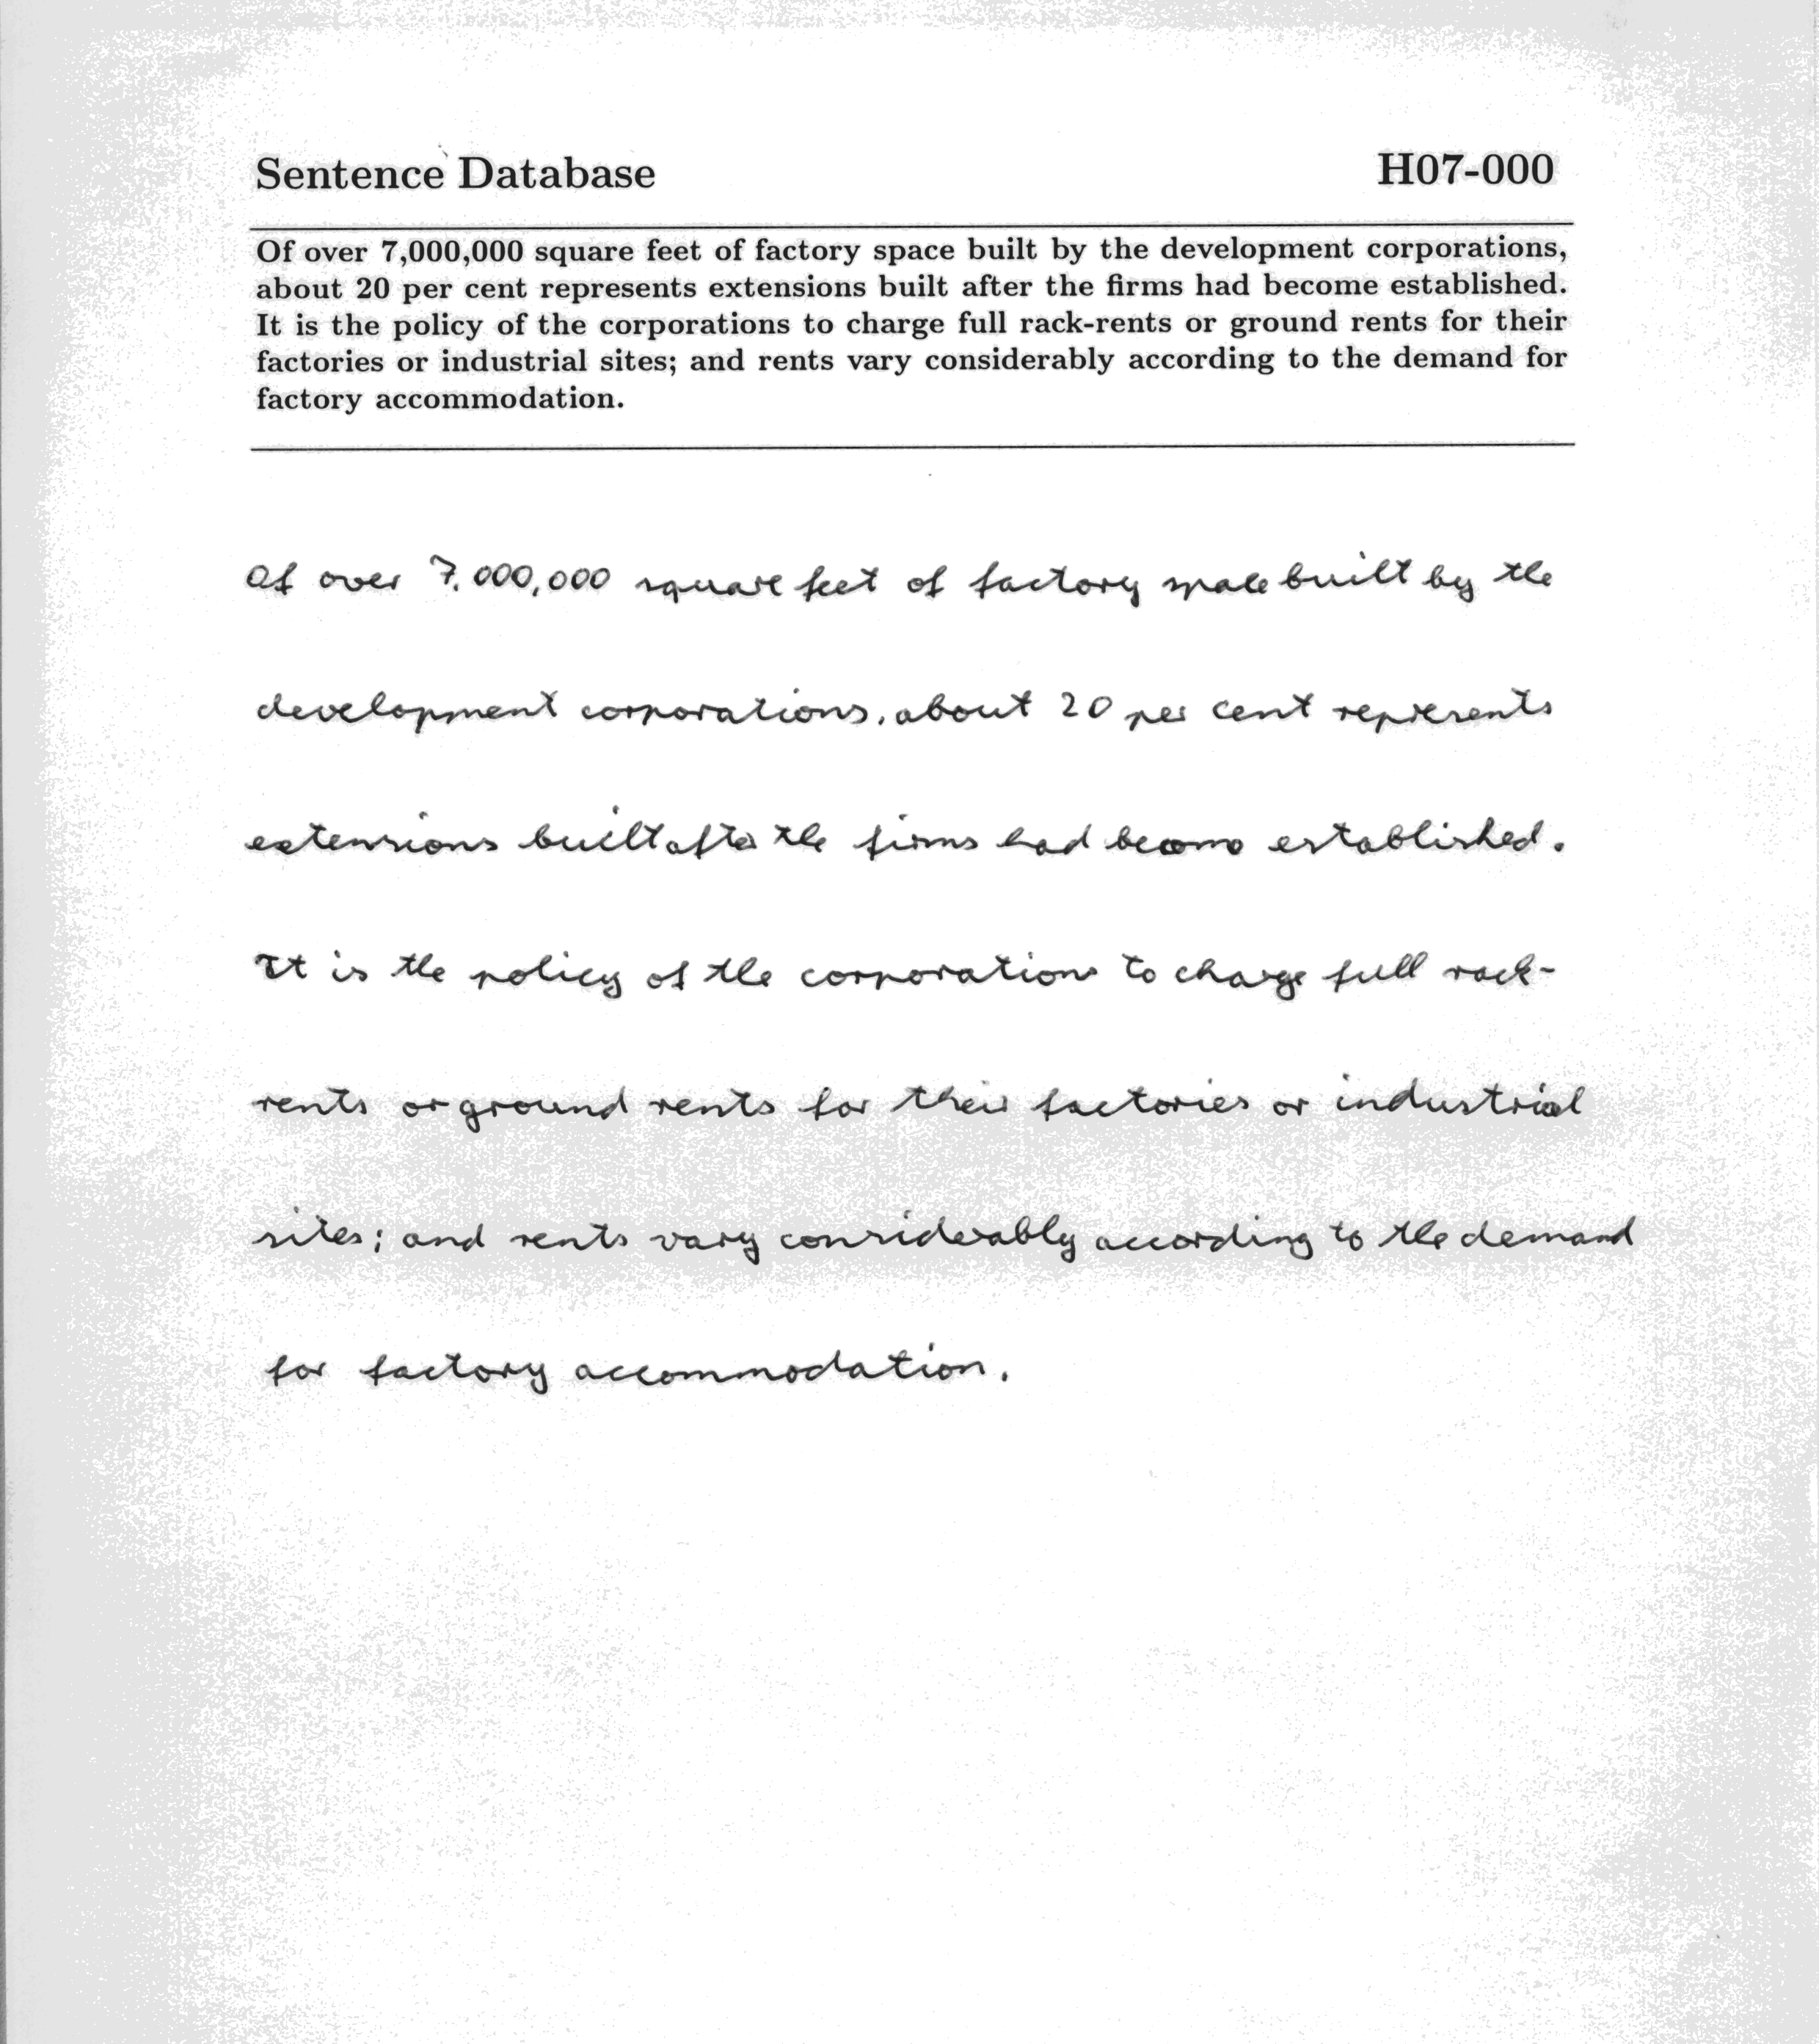 Sentence Database H07-000
Of over 7,000,000 square feet of factory space built by the development corporations,
about 20 per cent represents extensions built after the firms had become established.
It is the policy of the corporations to charge full rack-rents or ground rents for their
factories or industrial sites; and rents vary considerably according to the demand for
factory accommodation.
Of over 7,000,000 square feet of factory space built by the
development corporations, about 20 per cent represents
extensions built after the firms had become established.
It is the policy of the corporations to charge full rack-
rents or ground rents for their factories or industrial
sites; and rents vary considerably according to the demand
for factory accommodation.